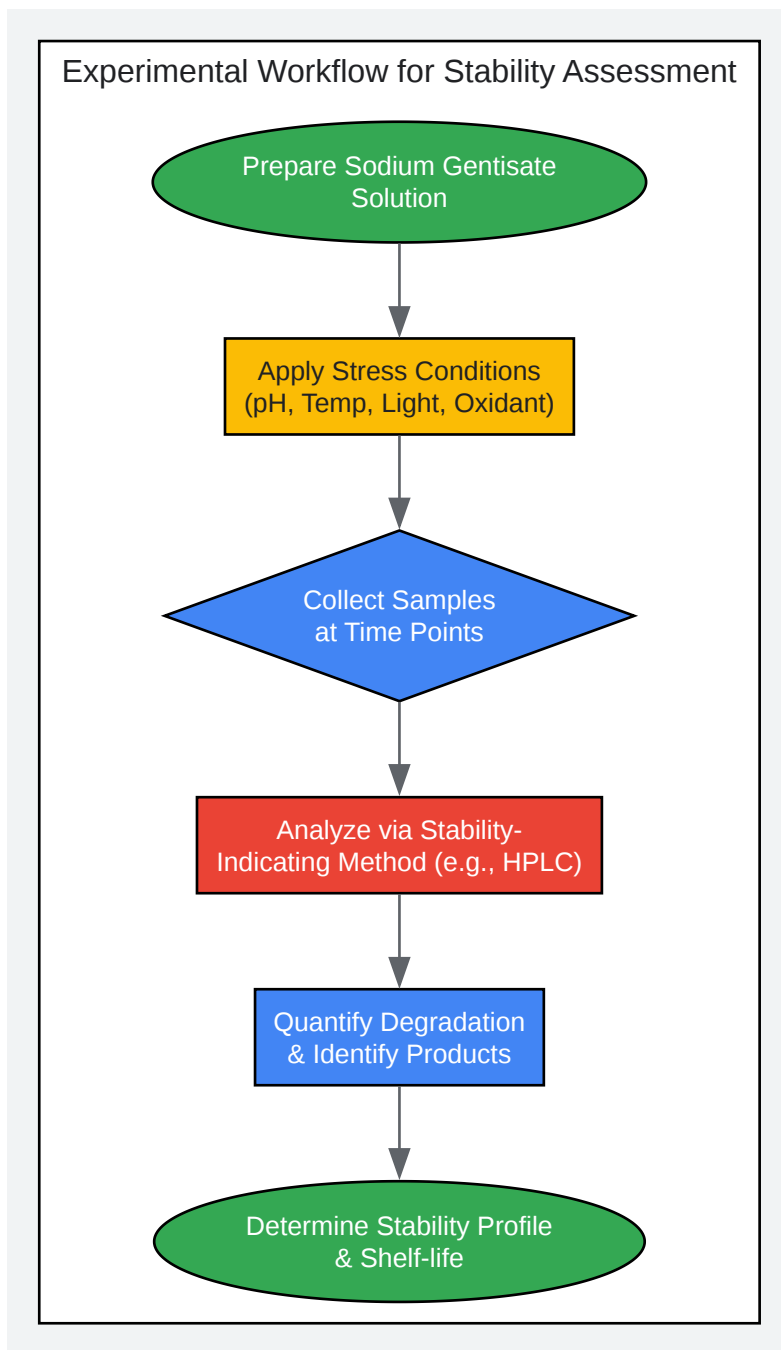 Experimental Workflow for Stability Assessment
Prepare Sodium Gentisate
Solution
Apply Stress Conditions
(pH, Temp, Light, Oxidant)
Collect Samples
at Time Points
Analyze via Stability-
Indicating Method (e.g., HPLC)
Quantify Degradation
& Identify Products
Determine Stability Profile
& Shelf-life